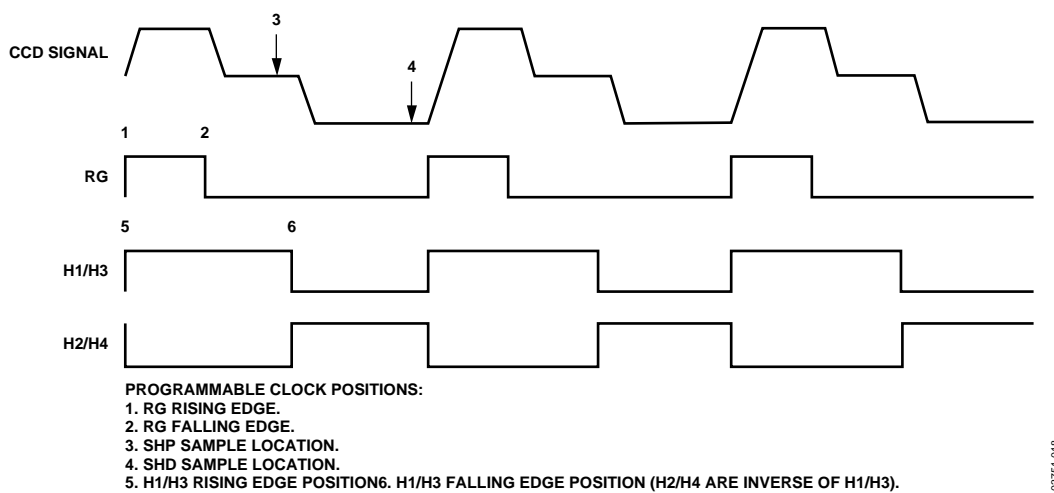 3
CCD SIGNAL
4
1 2
RG
5 6
H1/H3
H2/H4
PROGRAMMABLE CLOCK POSITIONS:
1. RG RISING EDGE.
2. RG FALLING EDGE.
3. SHP SAMPLE LOCATION.
4. SHD SAMPLE LOCATION.
5. H1/H3 RISING EDGE POSITION6. H1/H3 FALLING EDGE POSITION (H2/H4 ARE INVERSE OF H1/H3).